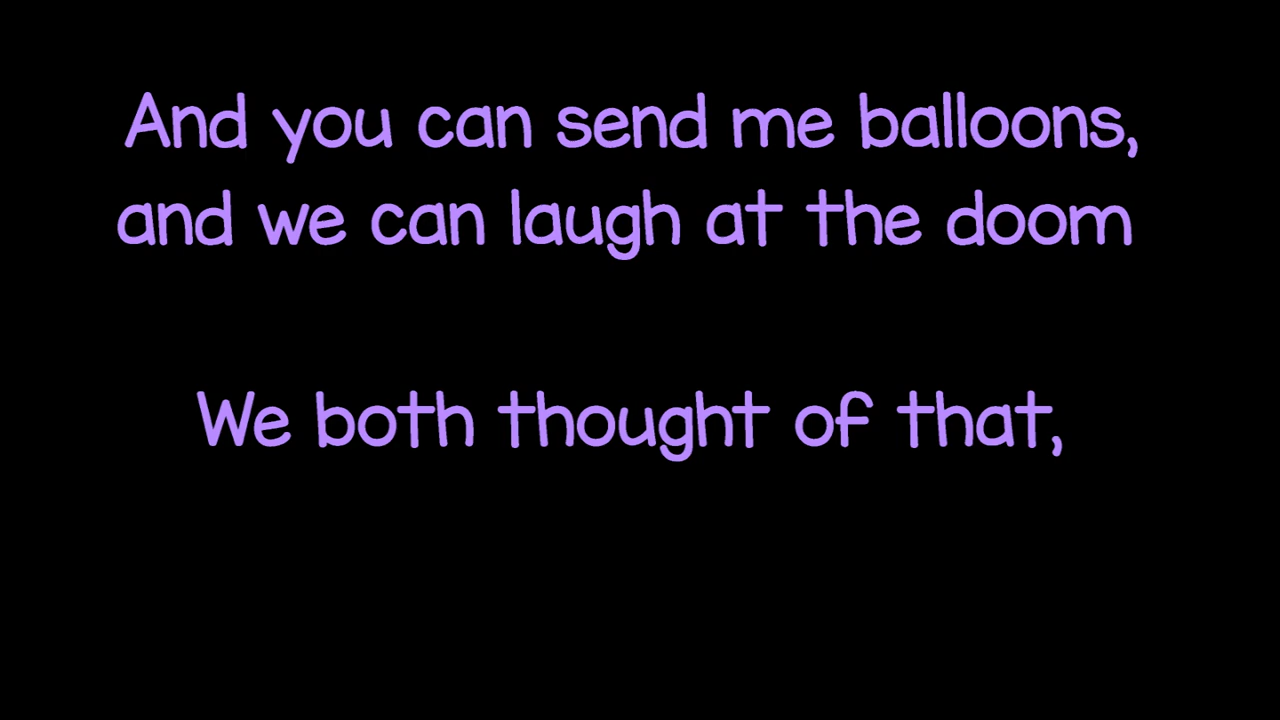 And you can send me balloons,
and we can laugh at the doom
We both thought of that,